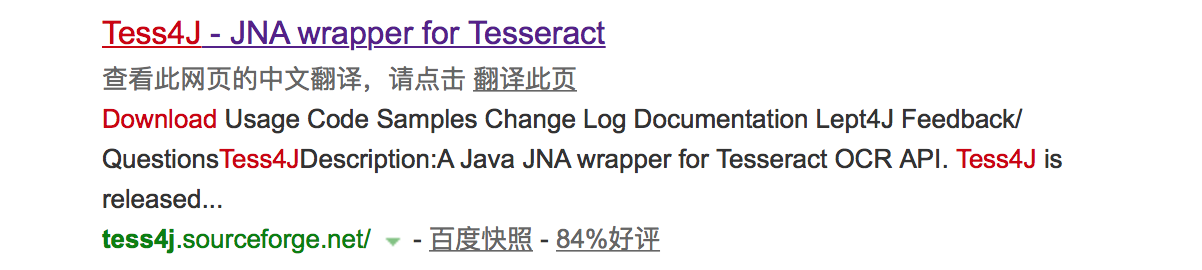 Tess4J - JNA wrapper for Tesseract
查看此网页的中文翻译，请点击 翻译此页
Download Usage Code Samples Change Log Documentation Lept4J Feedback/
QuestionsTess4JDescription:A Java JNA wrapper for Tesseract OCR API. Tess4J is
released...
tess4j.sourceforge.net/ - 百度快照 - 84%好评